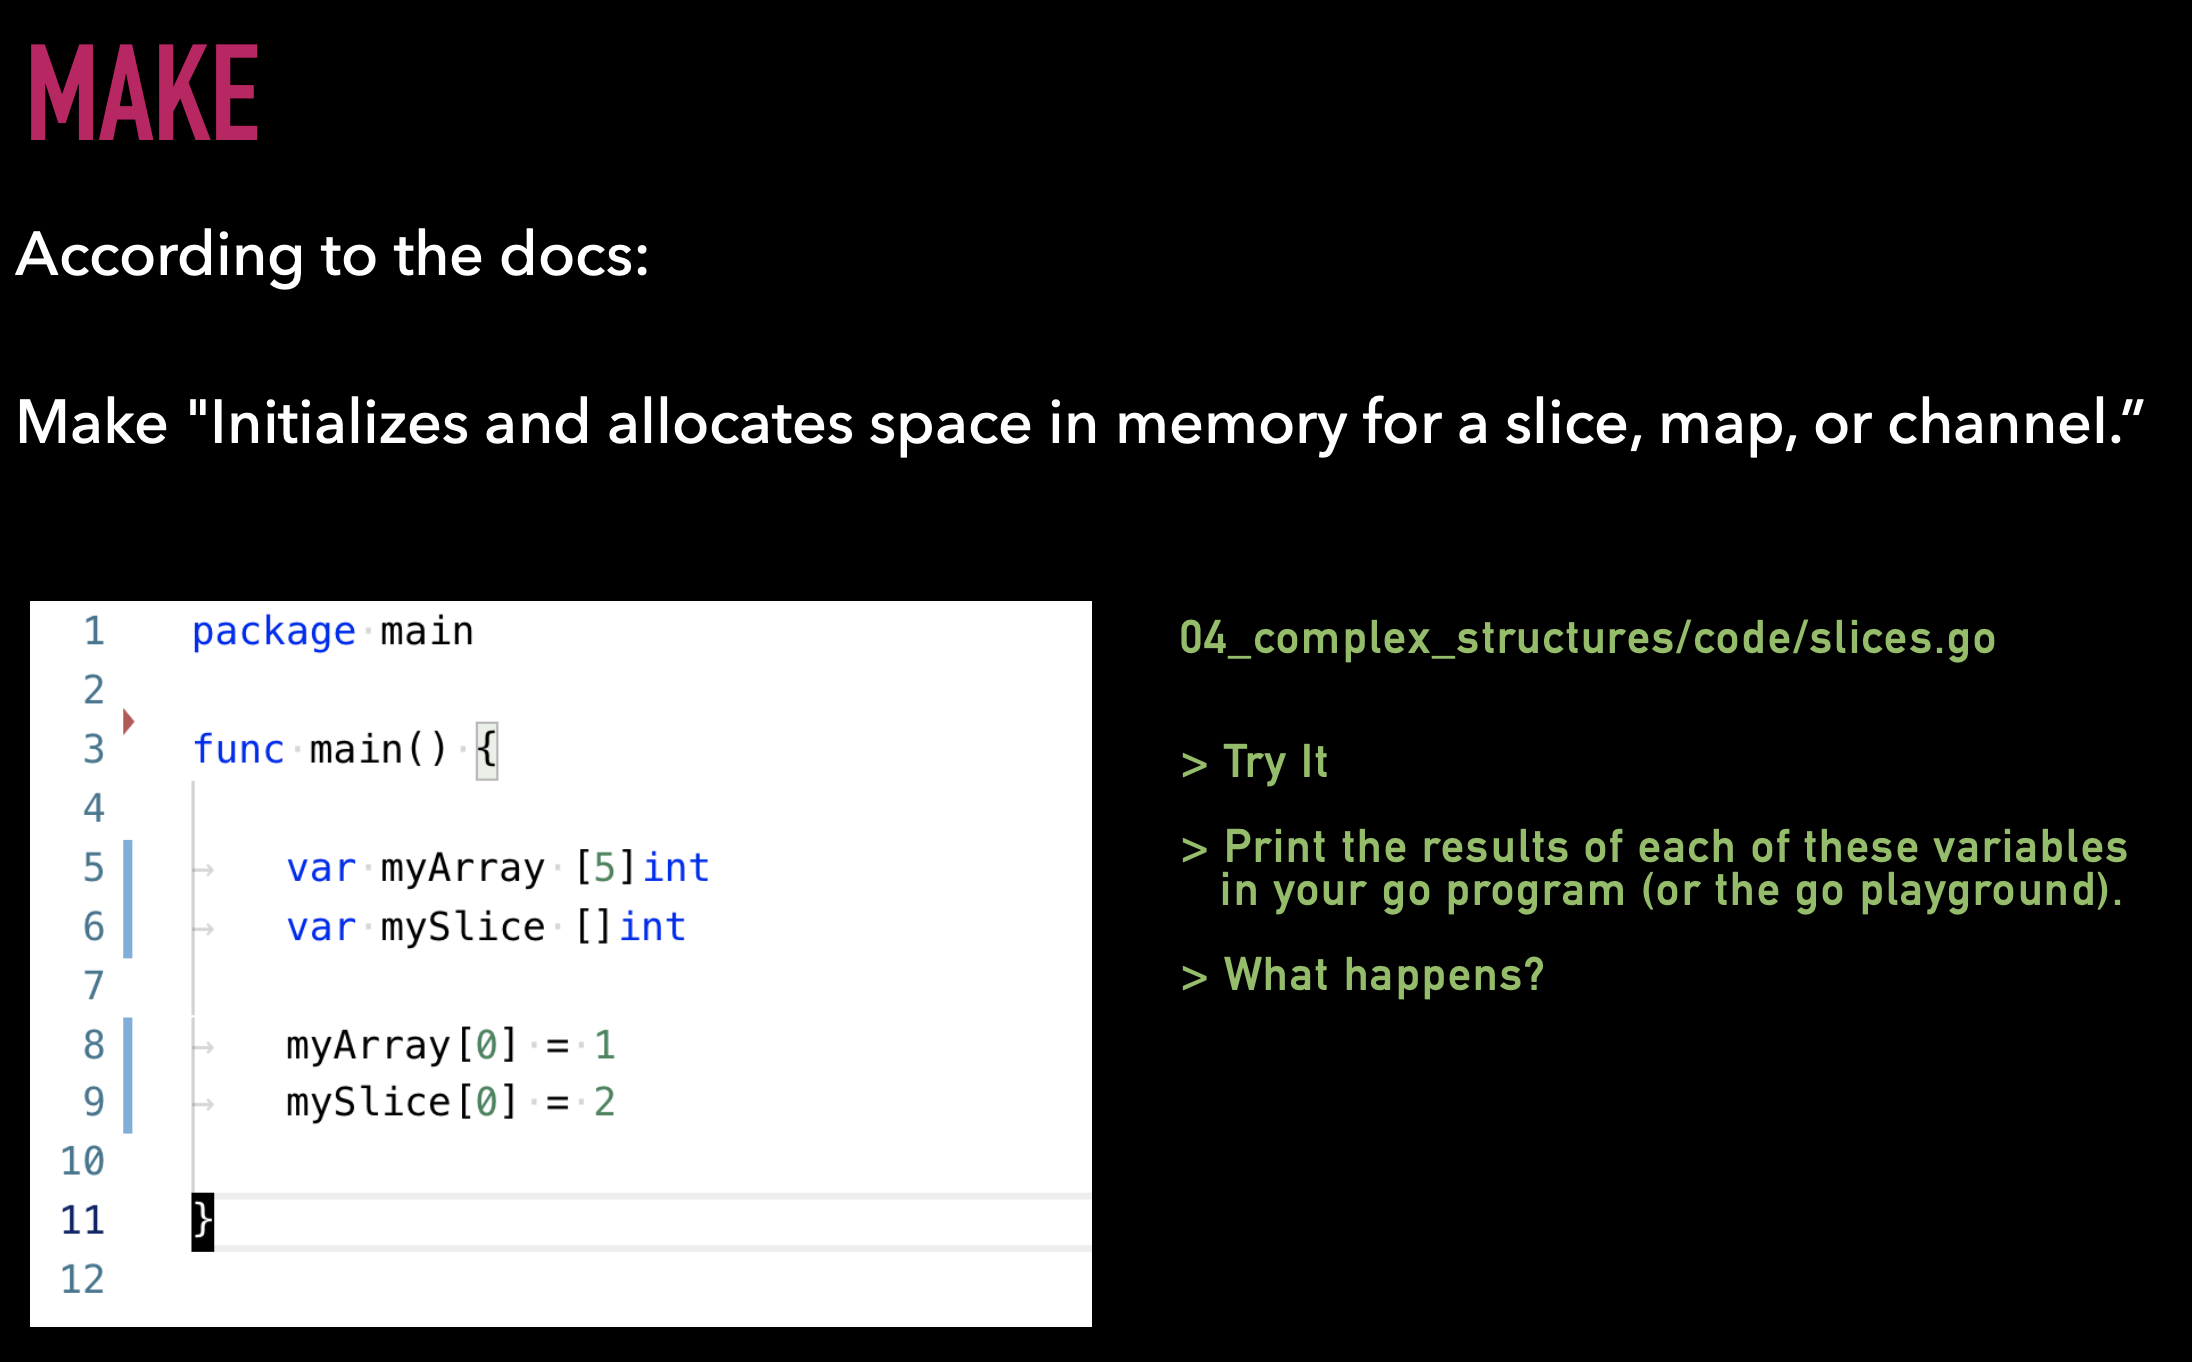 MAKE
According to the docs:
Make "Initializes and allocates space in memory for a slice, map, or channel.”
1 package main
2
3 func main() {
4
5 var myArray [5]int
6 var mySlice []int
7
8 myArray[0] = 1
9 mySlice[0] = 2
10
11 }
12
04_complex_structures/code/slices.go
> Try It
> Print the results of each of these variables
in your go program (or the go playground).
> What happens?